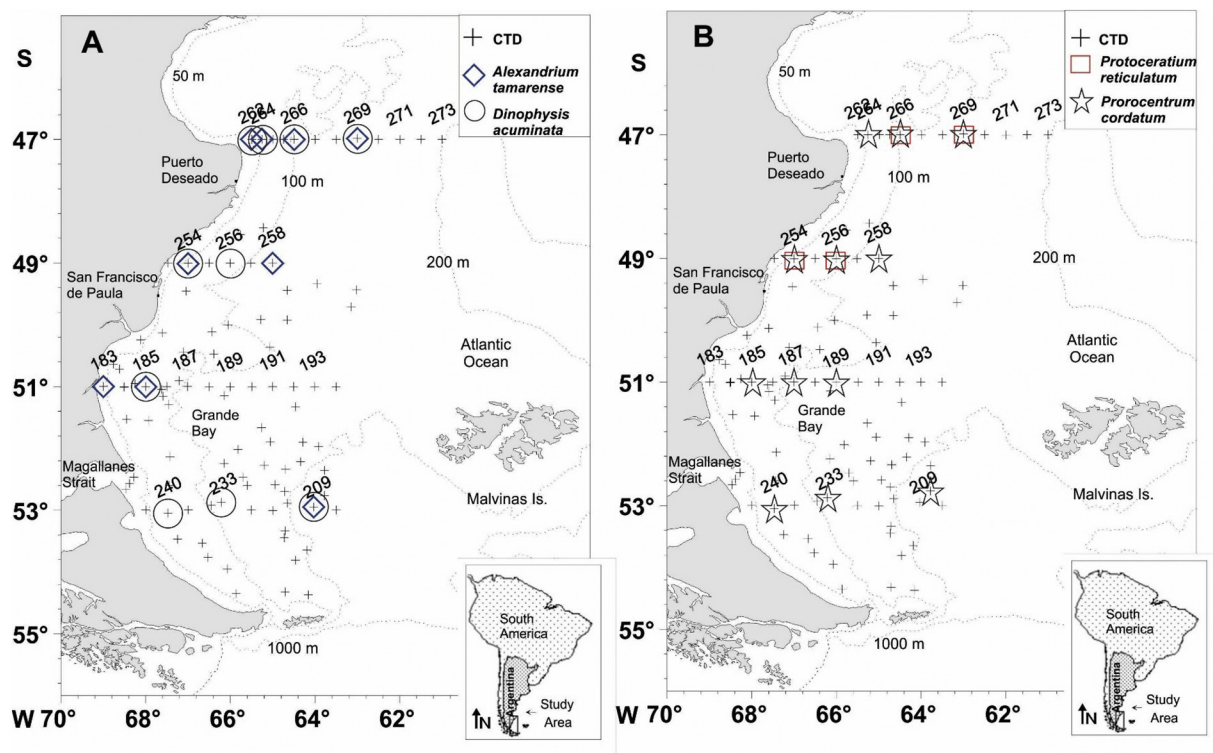 A
S
CTD
Alexandrium
tamarense
Dinophysis
acuminata
50 m
264 266 269 271 273
47°
Puerto
Deseado
100 m
254 256 258
49°
200 m
San Francisco
de Paula
Atlantic
Ocean
183 185 187 189 191 193
51°
Grande
Bay
Magallanes
Strait
240 233 209
Malvinas Is.
53°
55°
1000 m
South
America
Argentina
Study
Area
N
W 70° 68° 66° 64° 62°
B
S
CTD
Protoceratium
reticulatum
Prorocentrum
cordatum
50 m
264 266 269 271 273
47°
Puerto
Deseado
100 m
254 256 258
49°
200 m
San Francisco
de Paula
Atlantic
Ocean
183 185 187 189 191 193
51°
Grande
Bay
Magallanes
Strait
240 233 209
Malvinas Is.
53°
55°
1000 m
South
America
Argentina
Study
Area
N
W 70° 68° 66° 64° 62°